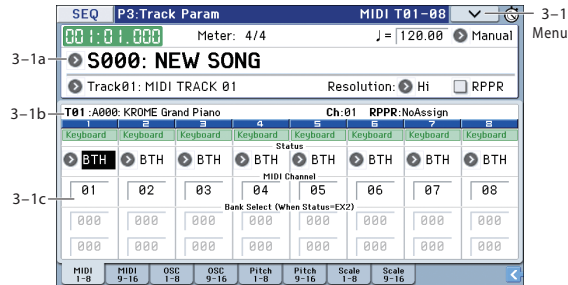 SEQ P3:Track Param MIDI T01-08
3-1
Menu
001:01.000 Meter: 4/4 ♩= 120.00 Manual
3-1a
S000: NEW SONG
Track01: MIDI TRACK 01 Resolution: Hi RPPR
3-1b
T01 :A000: KROME Grand Piano Ch:01 RPPR:NoAssign
1 2 3 4 5 6 7 8
Keyboard Keyboard Keyboard Keyboard Keyboard Keyboard Keyboard Keyboard
Status
BTH BTH BTH BTH BTH BTH BTH BTH
MIDI Channel
3-1c
01 02 03 04 05 06 07 08
Bank Select (When Status=EX2)
000 000 000 000 000 000 000 000
000 000 000 000 000 000 000 000
MIDI 1-8 MIDI 9-16 OSC 1-8 OSC 9-16 Pitch 1-8 Pitch 9-16 Scale 1-8 Scale 9-16